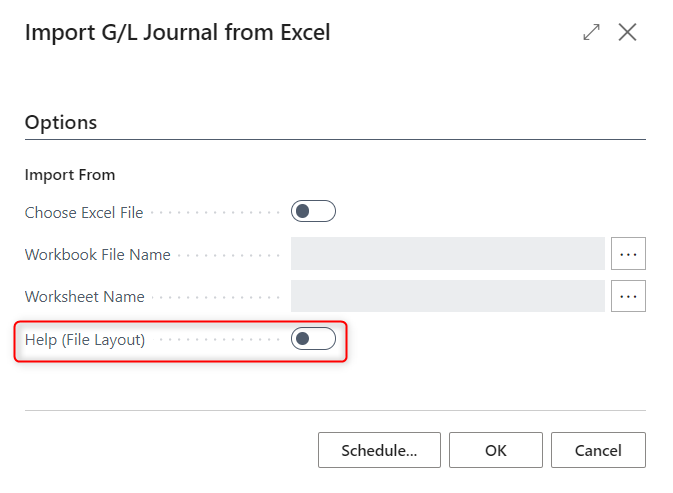 Import G/L Journal from Excel
Options
Import From
Choose Excel File
Workbook File Name
Worksheet Name
Help (File Layout)
Schedule... OK Cancel